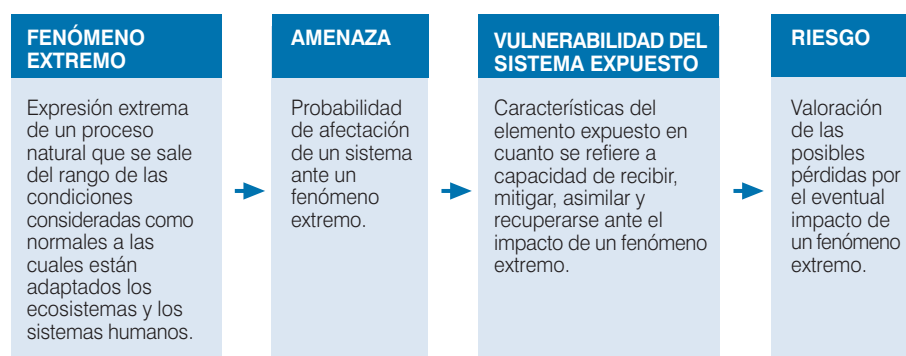 FENÓMENO
EXTREMO
Expresión extrema
de un proceso
natural que se sale
del rango de las
condiciones
consideradas como
normales a las
cuales están
adaptados los
ecosistemas y los
sistemas humanos.
AMENAZA
Probabilidad
de afectación
de un sistema
ante un
fenómeno
extremo.
VULNERABILIDAD DEL
SISTEMA EXPUESTO
Características del
elemento expuesto en
cuanto se refiere a
capacidad de recibir,
mitigar, asimilar y
recuperarse ante el
impacto de un fenómeno
extremo.
RIESGO
Valoración
de las
posibles
pérdidas por
el eventual
impacto de
un fenómeno
extremo.